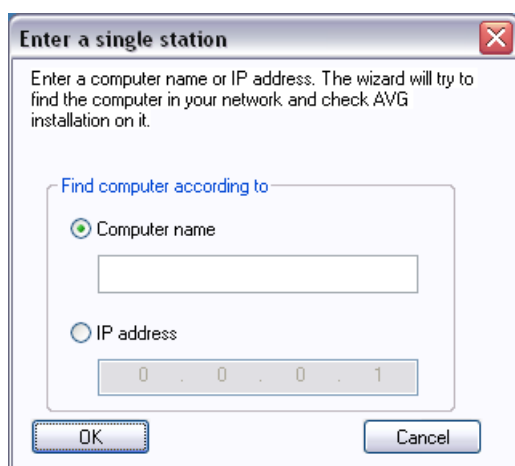 Enter a single station
Enter a computer name or IP address. The wizard will try to
find the computer in your network and check AVG
installation on it.
Find computer according to
Computer name
IP address
0 . 0 . 0 . 1
OK Cancel